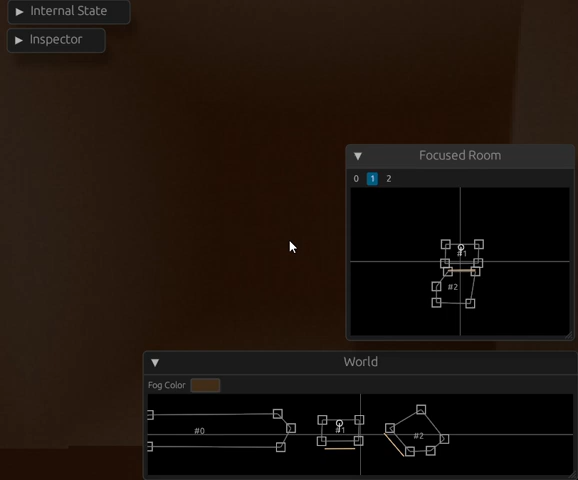 Internal State
Inspector
Focused Room
0 1 2
#1
#2
World
Fog Color
#0
#1
#2